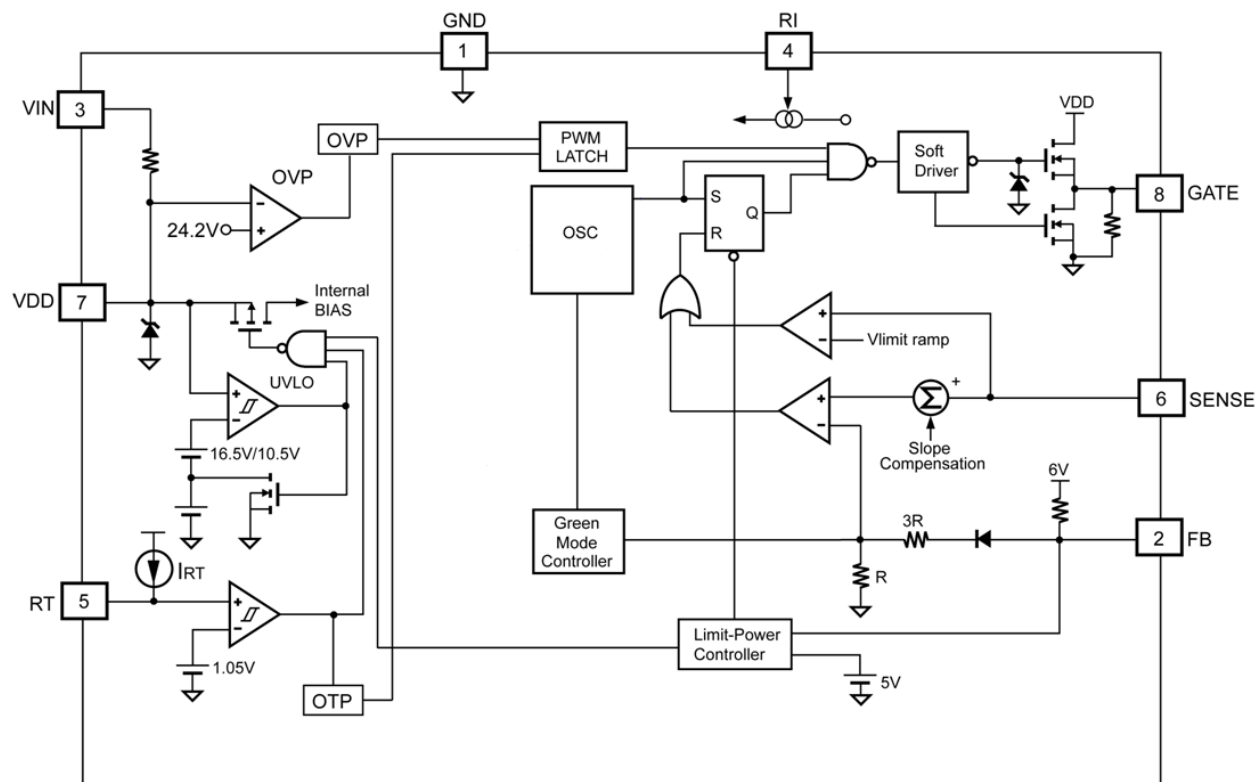 GND
1
RI
4
VIN
3
VDD
OVP
PWM
LATCH
Soft
Driver
OVP
8
GATE
24.2V
-
+
S
Q
R
OSC
VDD
7
Internal
BIAS
+
-
Vlimit ramp
UVLO
+
-
16.5V/10.5V
+
-
Σ
+
6
SENSE
Slope
Compensation
6V
Green
Mode
Controller
3R
2
FB
R
IRT
RT
5
+
-
1.05V
Limit-Power
Controller
5V
OTP